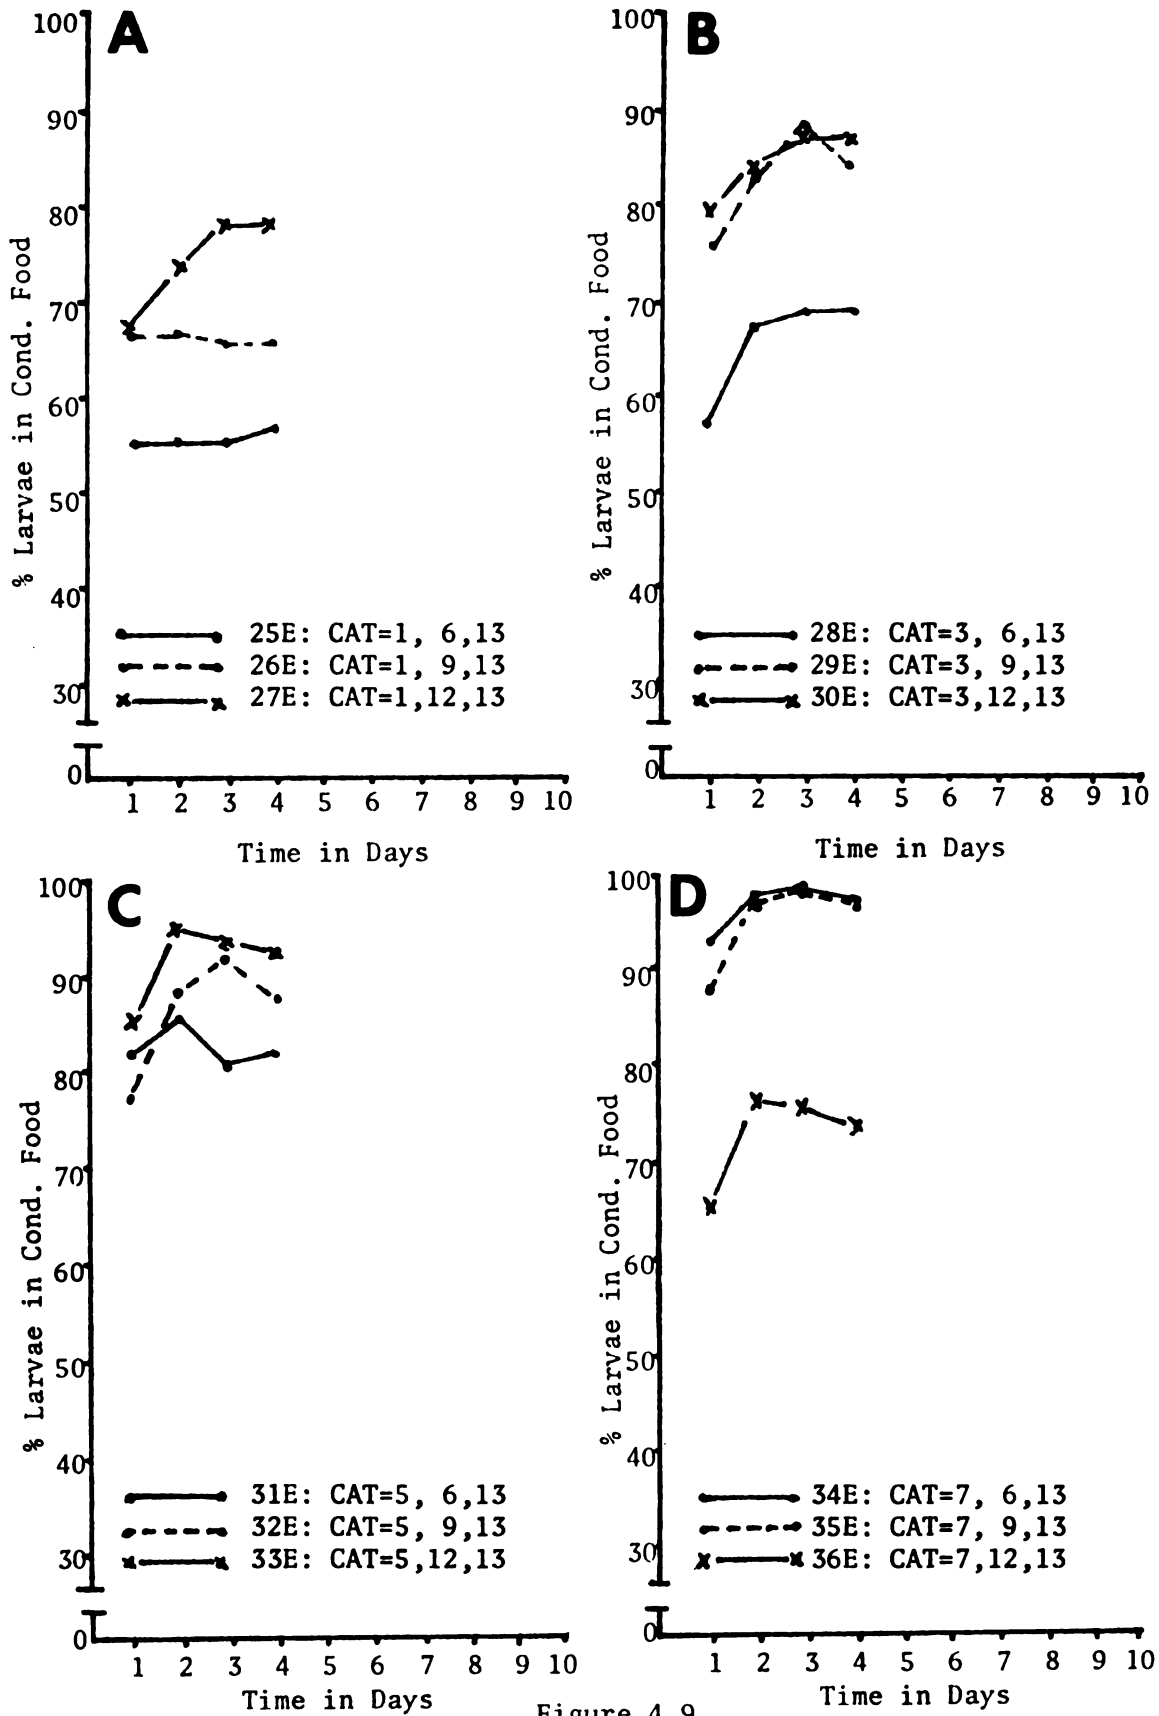 A
100
90
80
70
60
50
40
30
0
% Larvae in Cond. Food
25E: CAT=1, 6,13
26E: CAT=1, 9,13
27E: CAT=1,12,13
1 2 3 4 5 6 7 8 9 10
Time in Days
B
100
90
80
70
60
50
40
30
0
% Larvae in Cond. Food
28E: CAT=3, 6,13
29E: CAT=3, 9,13
30E: CAT=3,12,13
1 2 3 4 5 6 7 8 9 10
Time in Days
C
100
90
80
70
60
50
40
30
0
% Larvae in Cond. Food
31E: CAT=5, 6,13
32E: CAT=5, 9,13
33E: CAT=5,12,13
1 2 3 4 5 6 7 8 9 10
Time in Days
D
100
90
80
70
60
50
40
30
0
% Larvae in Cond. Food
34E: CAT=7, 6,13
35E: CAT=7, 9,13
36E: CAT=7,12,13
1 2 3 4 5 6 7 8 9 10
Time in Days
Figure 4.9